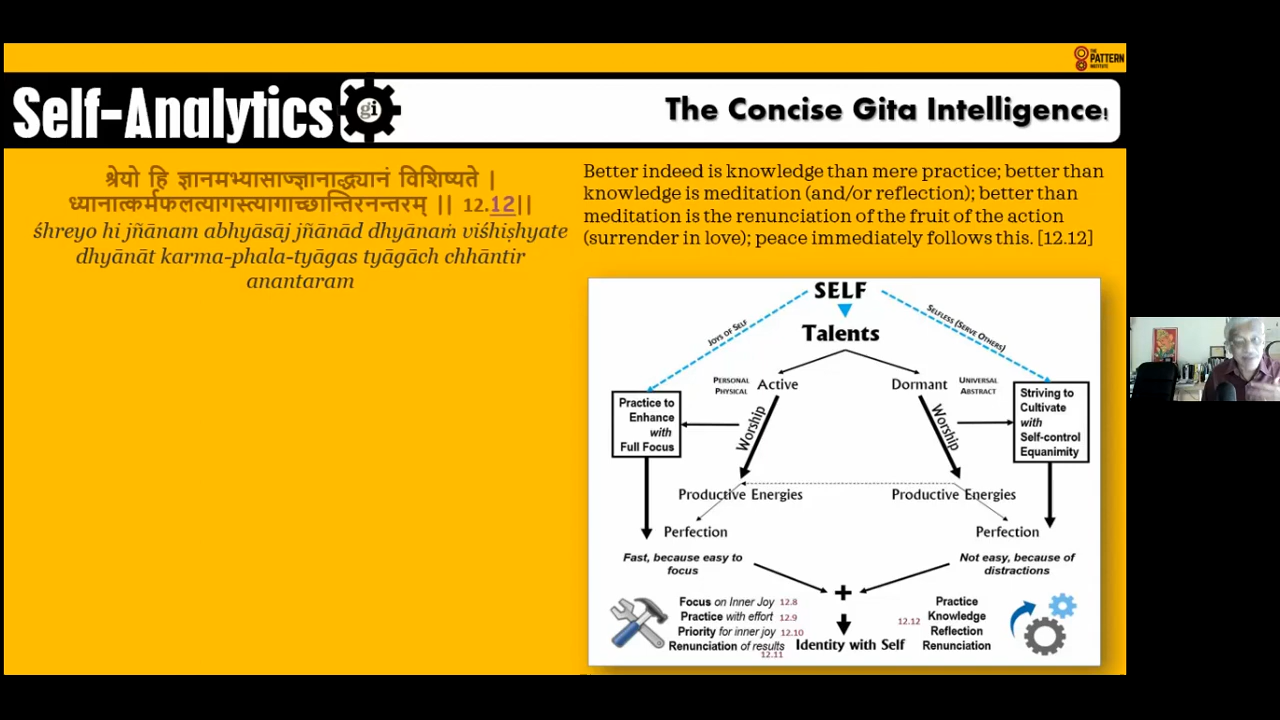 THE
PATTERN
INSTITUTE
Self-Analytics
gi
The Concise Gita Intelligence!
श्रेयो हि ज्ञानमभ्यासाज्ज्ञानाद्ध्यानं विशिष्यते |
ध्यानात्कर्मफलत्यागस्त्यागाच्छान्तिरनन्तरम् || 12.12||
śhreyo hi jñānam abhyāsāj jñānād dhyānaṁ viśhiṣhyate
dhyānāt karma-phala-tyāgas tyāgāch chhāntir
anantaram
Better indeed is knowledge than mere practice; better than
knowledge is meditation (and/or reflection); better than
meditation is the renunciation of the fruit of the action
(surrender in love); peace immediately follows this. [12.12]
SELF
Joys of Self
Selfless (Serve Others)
Talents
Personal
Physical
Active
Dormant
Universal
Abstract
Practice to
Enhance
with
Full Focus
Worship
Worship
Striving to
Cultivate
with
Self-control
Equanimity
Productive Energies
Productive Energies
Perfection
Perfection
Fast, because easy to
focus
Not easy, because of
distractions
+
Focus on Inner Joy 12.8
Practice with effort 12.9
Priority for inner joy 12.10
Renunciation of results
12.11
Identity with Self
12.12
Practice
Knowledge
Reflection
Renunciation